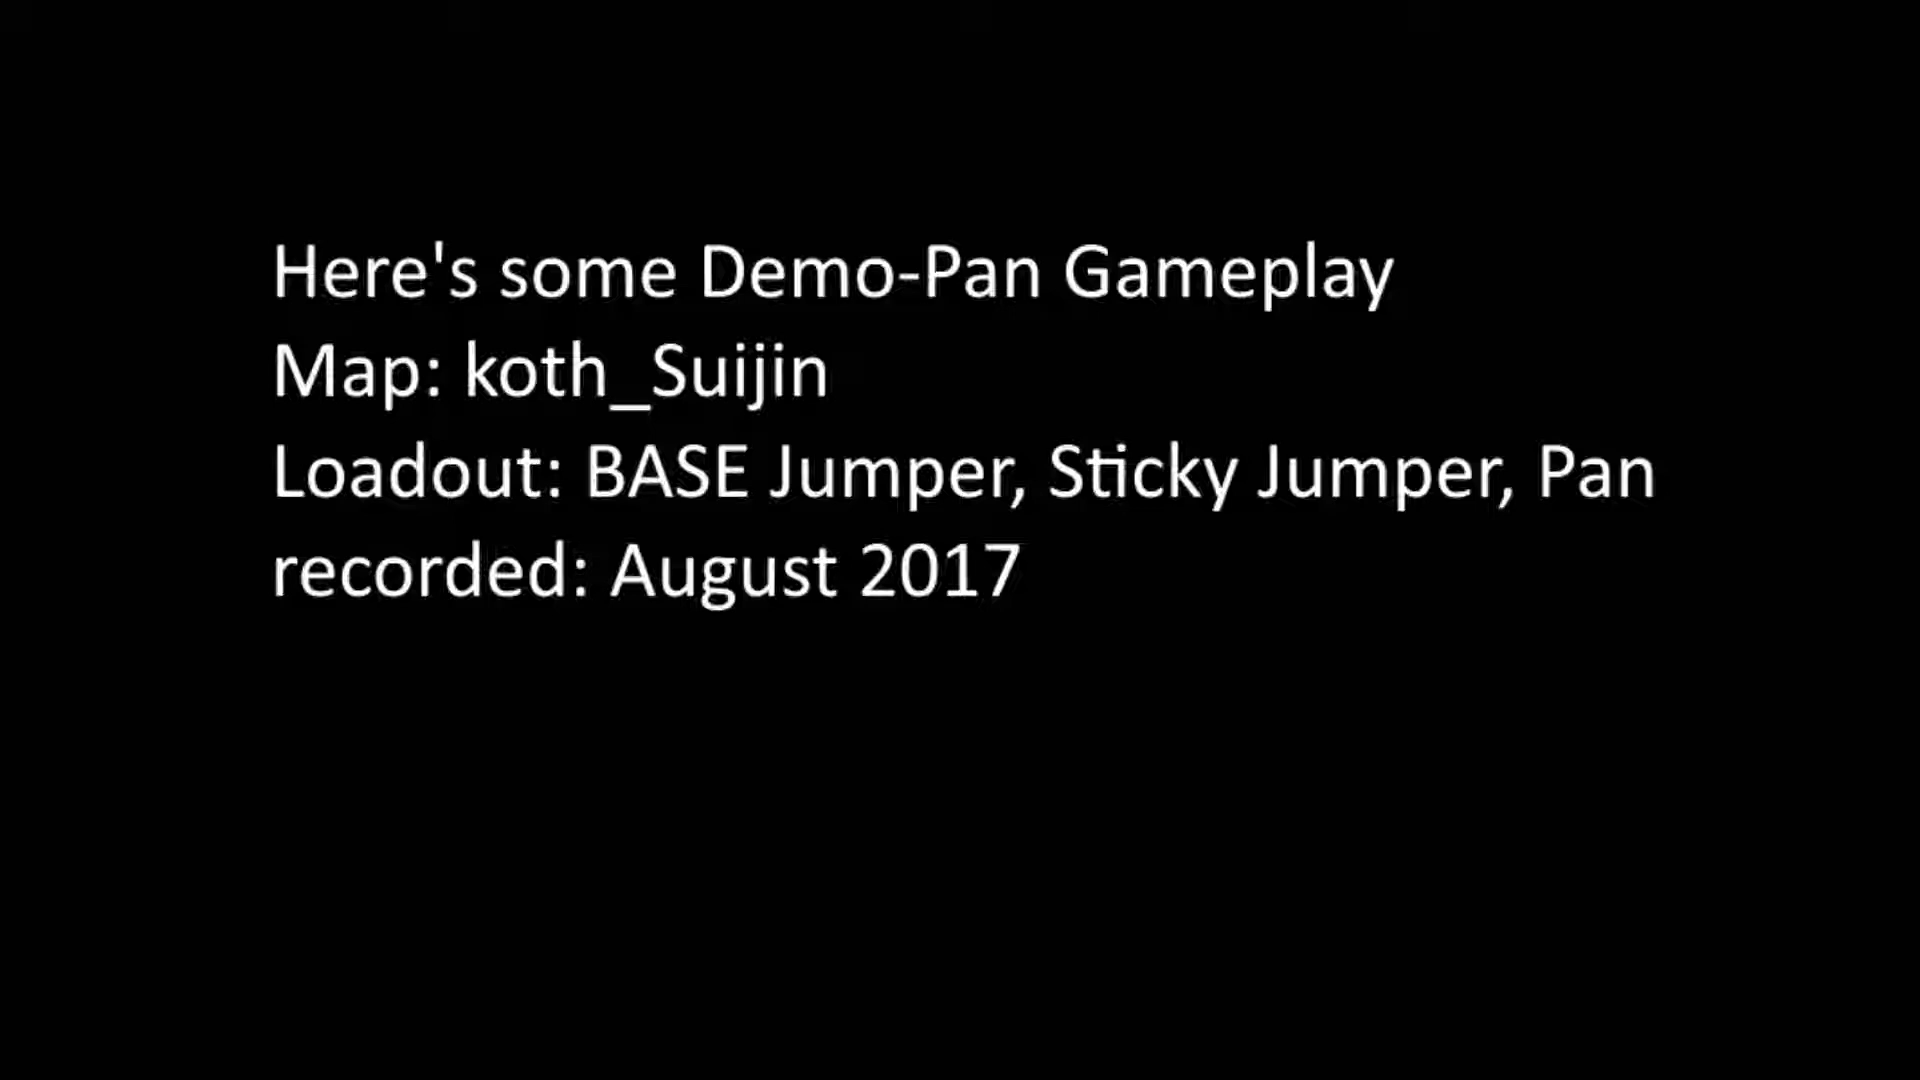 Here's some Demo-Pan Gameplay
Map: koth_Suijin
Loadout: BASE Jumper, Sticky Jumper, Pan
recorded: August 2017